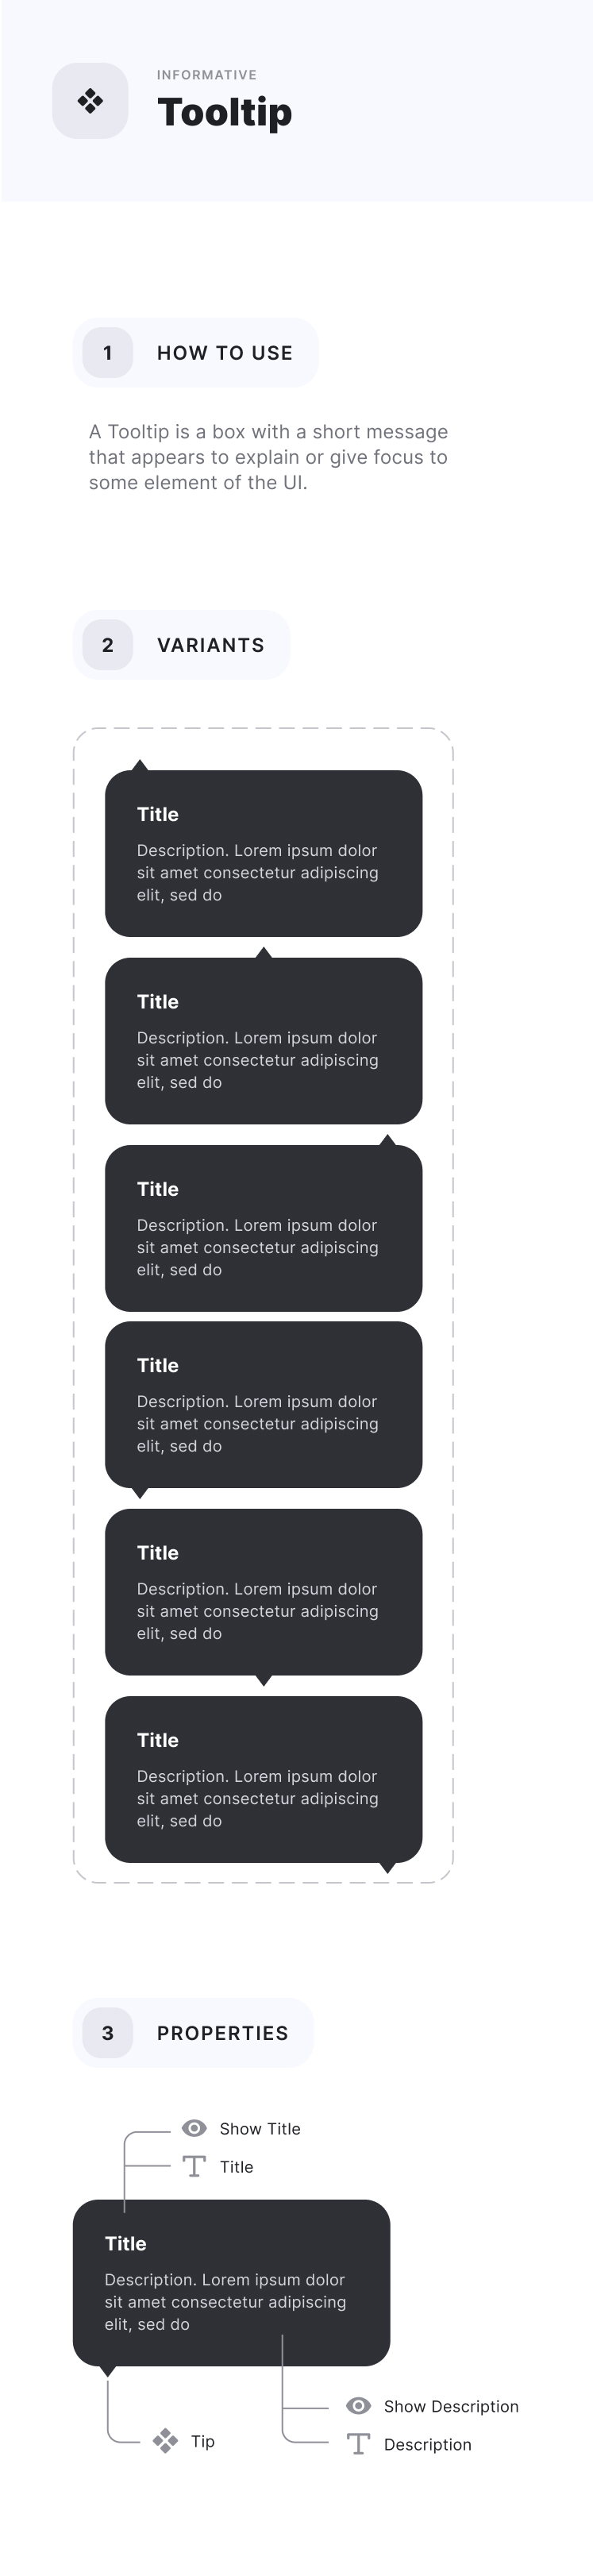 INFORMATIVE
Tooltip
1 HOW TO USE
A Tooltip is a box with a short message
that appears to explain or give focus to
some element of the UI.
2 VARIANTS
Title
Description. Lorem ipsum dolor
sit amet consectetur adipiscing
elit, sed do
Title
Description. Lorem ipsum dolor
sit amet consectetur adipiscing
elit, sed do
Title
Description. Lorem ipsum dolor
sit amet consectetur adipiscing
elit, sed do
Title
Description. Lorem ipsum dolor
sit amet consectetur adipiscing
elit, sed do
Title
Description. Lorem ipsum dolor
sit amet consectetur adipiscing
elit, sed do
Title
Description. Lorem ipsum dolor
sit amet consectetur adipiscing
elit, sed do
3 PROPERTIES
Show Title
Title
Title
Description. Lorem ipsum dolor
sit amet consectetur adipiscing
elit, sed do
Show Description
Tip
Description